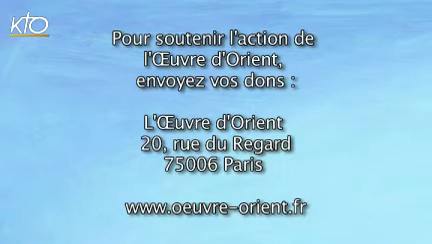 KTO
Pour soutenir l'action de
l'Œuvre d'Orient,
envoyez vos dons :
L'Œuvre d'Orient
20, rue du Regard
75006 Paris
www.oeuvre-orient.fr